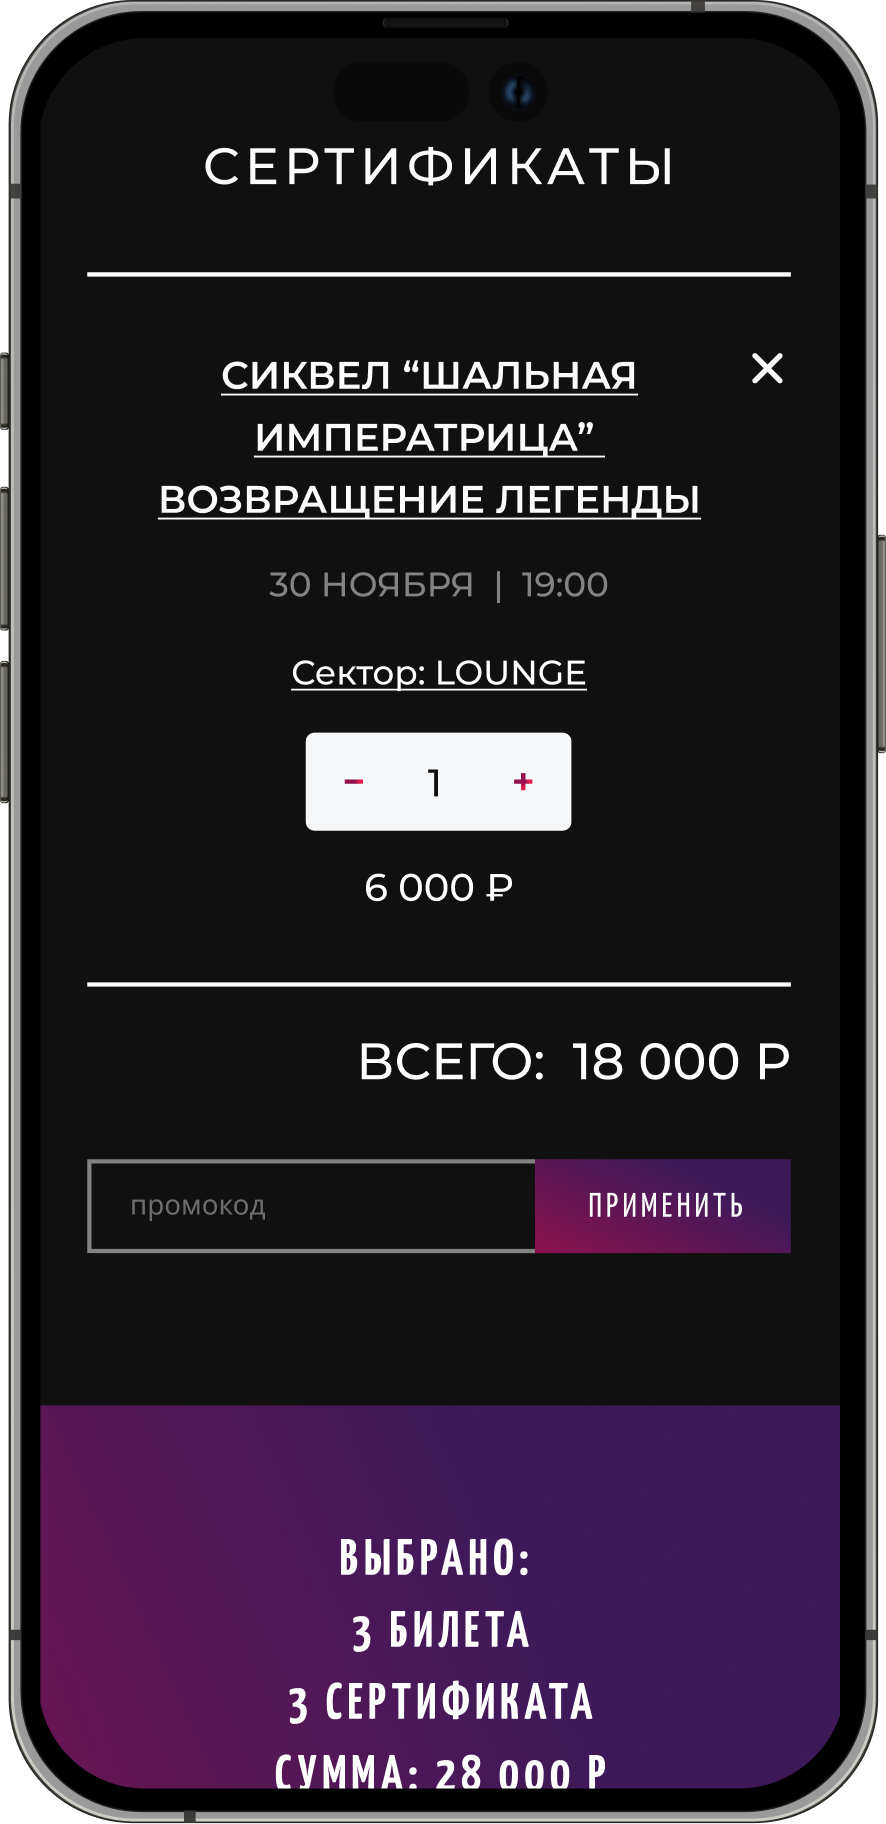 СЕРТИФИКАТЫ
СИКВЕЛ “ШАЛЬНАЯ
ИМПЕРАТРИЦА”
ВОЗВРАЩЕНИЕ ЛЕГЕНДЫ
30 НОЯБРЯ | 19:00
Сектор: LOUNGE
− 1 +
6 000 ₽
ВСЕГО: 18 000 Р
промокод
ПРИМЕНИТЬ
ВЫБРАНО:
3 БИЛЕТА
3 СЕРТИФИКАТА
СУММА: 28 000 Р